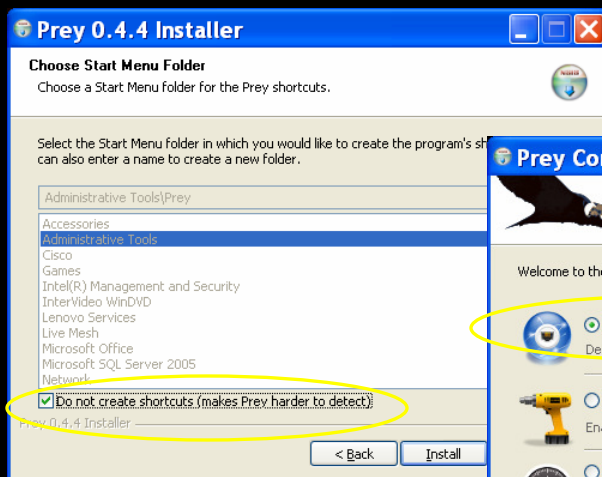 Prey 0.4.4 Installer
Choose Start Menu Folder
Choose a Start Menu folder for the Prey shortcuts.
Select the Start Menu folder in which you would like to create the program's sh
can also enter a name to create a new folder.
Administrative Tools\Prey
Accessories
Administrative Tools
Cisco
Games
Intel(R) Management and Security
InterVideo WinDVD
Lenovo Services
Live Mesh
Microsoft Office
Microsoft SQL Server 2005
Network
Do not create shortcuts (makes Prey harder to detect)
Prey 0.4.4 Installer
< Back
Install
Prey Co
Welcome to the
De
Ena